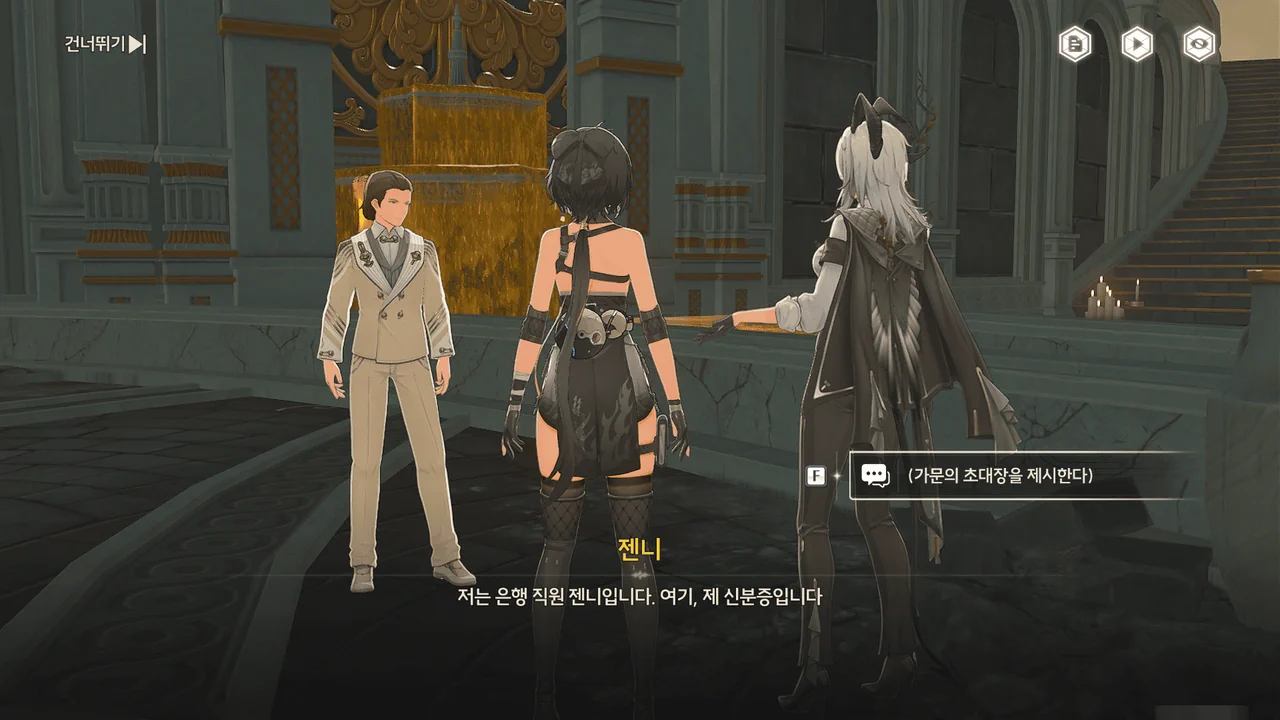 건너뛰기
F
(가문의 초대장을 제시한다)
젠니
저는 은행 직원 젠니입니다. 여기, 제 신분증입니다